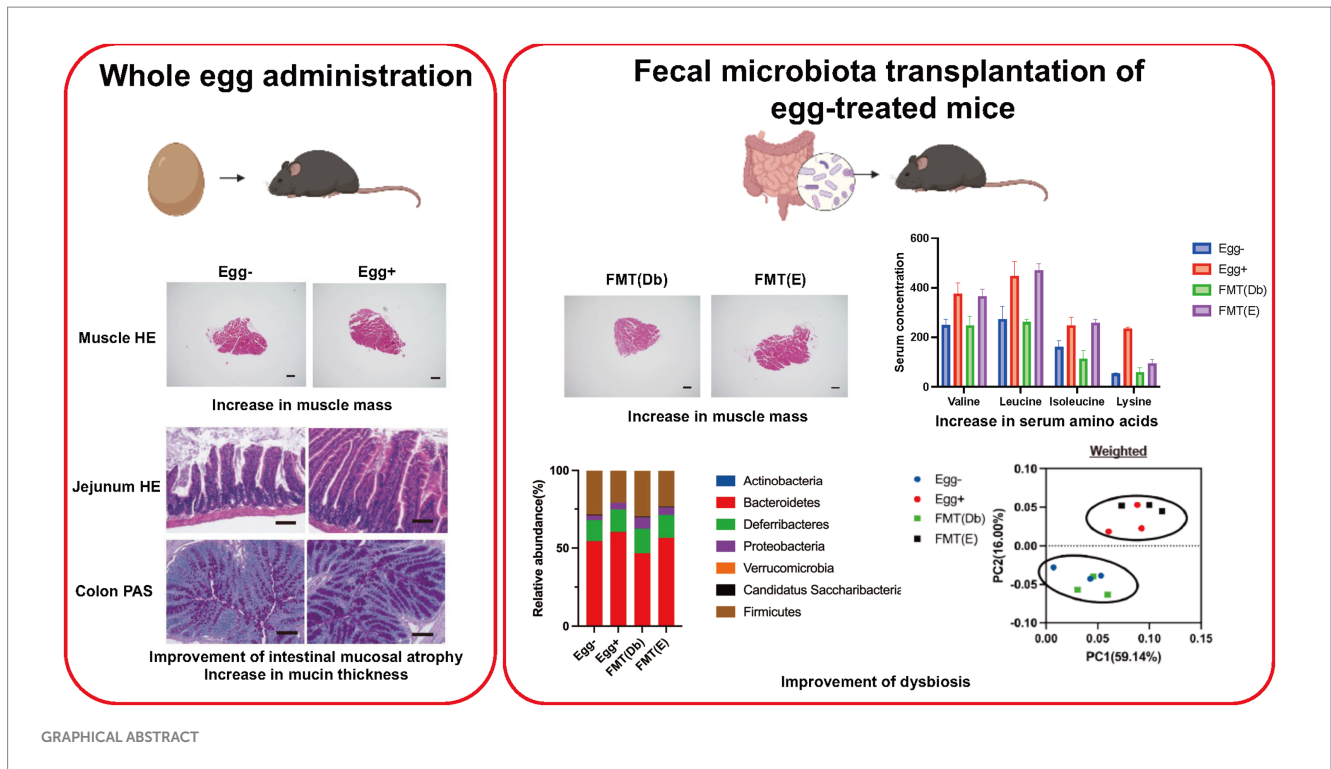 Whole egg administration
Egg-
Egg+
Muscle HE
Increase in muscle mass
Jejunum HE
Colon PAS
Improvement of intestinal mucosal atrophy
Increase in mucin thickness
Fecal microbiota transplantation of
egg-treated mice
FMT(Db)
FMT(E)
Increase in muscle mass
Serum concentration
600
400
200
0
Valine
Leucine
Isoleucine
Lysine
Egg-
Egg+
FMT(Db)
FMT(E)
Increase in serum amino acids
Relative abundance(%)
100
50
0
Egg-
Egg+
FMT(Db)
FMT(E)
Actinobacteria
Bacteroidetes
Deferribacteres
Proteobacteria
Verrucomicrobia
Candidatus Saccharibacteria
Firmicutes
Egg-
Egg+
FMT(Db)
FMT(E)
Weighted
PC2(16.00%)
0.10
0.05
0.00
-0.05
-0.10
0.00
0.05
0.10
0.15
PC1(59.14%)
Improvement of dysbiosis
GRAPHICAL ABSTRACT